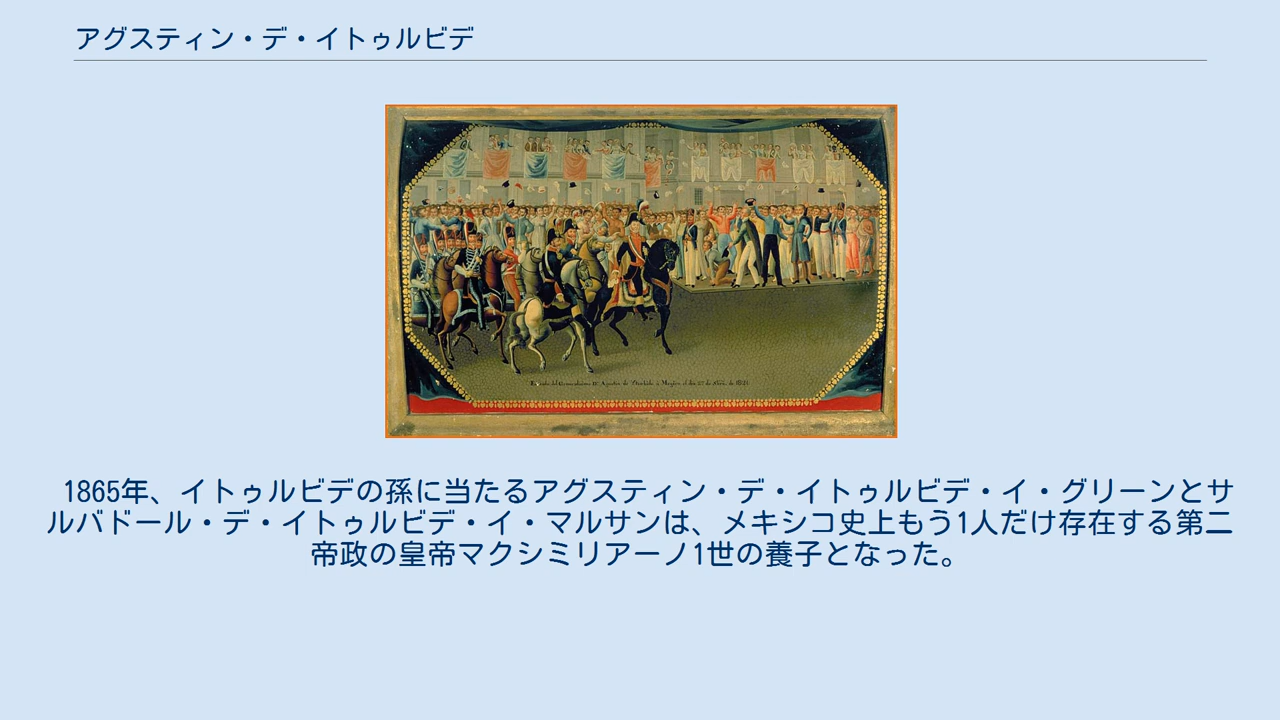 アグスティン・デ・イトゥルビデ
Agustin de
de 1821
1865年、イトゥルビデの孫に当たるアグスティン・デ・イトゥルビデ・イ・グリーンとサ
ルバドール・デ・イトゥルビデ・イ・マルサンは、メキシコ史上もう1人だけ存在する第二
帝政の皇帝マクシミリアーノ1世の養子となった。